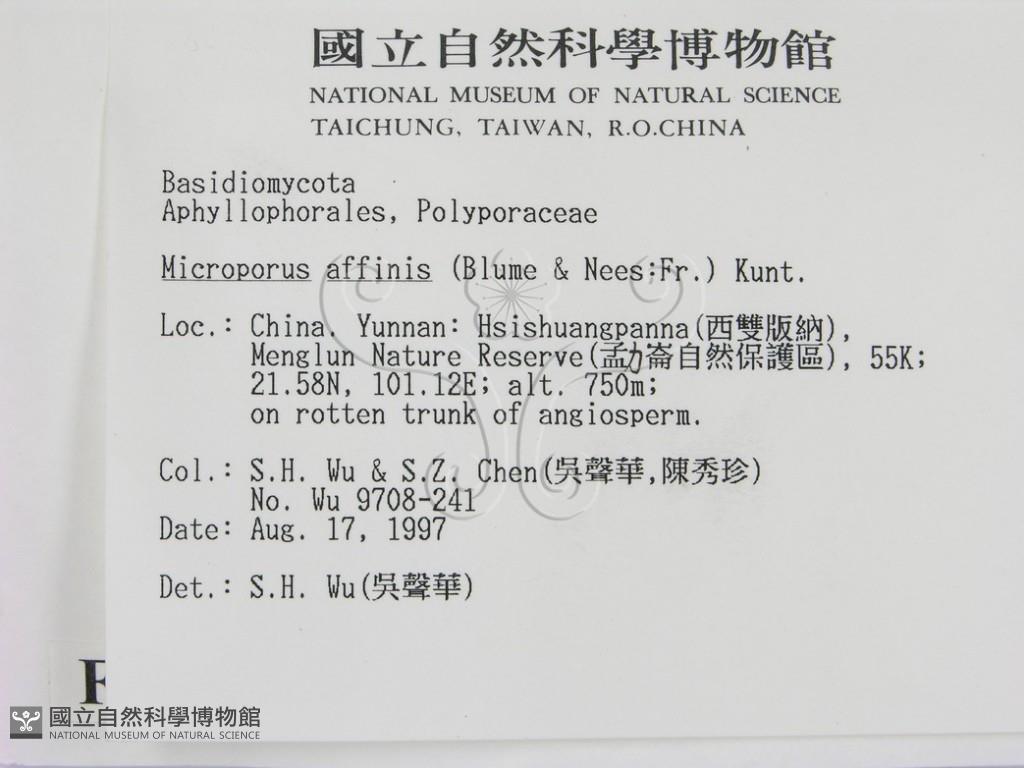 國立自然科學博物館
NATIONAL MUSEUM OF NATURAL SCIENCE
TAICHUNG, TAIWAN, R.O.CHINA
Basidiomycota
Aphyllophorales, Polyporaceae
Microporus affinis (Blume & Nees:Fr.) Kunt.
Loc.: China. Yunnan: Hsishuangpanna(西雙版納),
Menglun Nature Reserve(孟力崙自然保護區), 55K;
21.58N, 101.12E; alt. 750m;
on rotten trunk of angiosperm.
Col.: S.H. Wu & S.Z. Chen(吳聲華,陳秀珍)
No. Wu 9708-241
Date: Aug. 17, 1997
Det.: S.H. Wu(吳聲華)
國立自然科學博物館
NATIONAL MUSEUM OF NATURAL SCIENCE